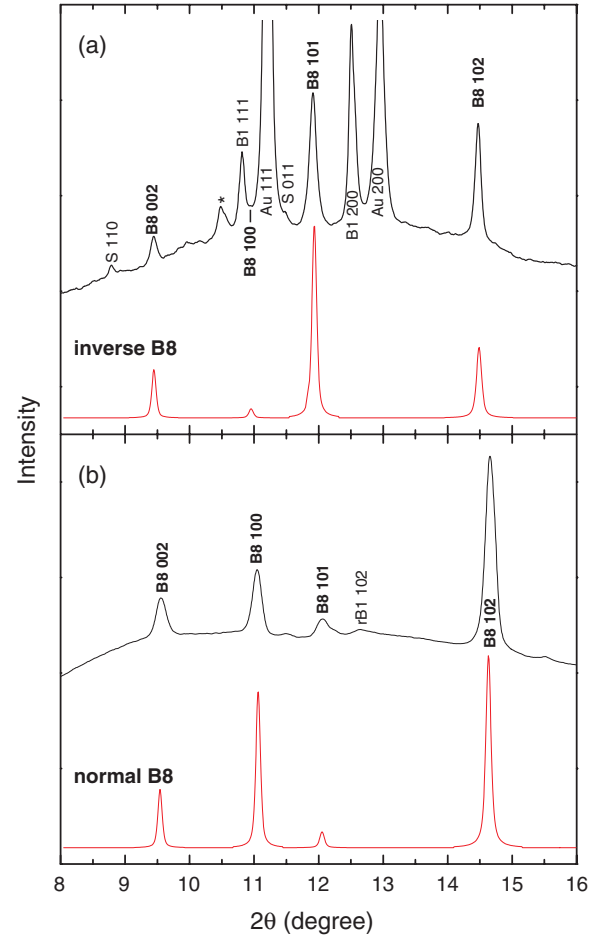 (a)
S 110
B8 002
*
B1 111
B8 100
Au 111
S 011
B8 101
B1 200
Au 200
B8 102
inverse B8
(b)
B8 002
B8 100
B8 101
rB1 102
B8 102
normal B8
Intensity
8 9 10 11 12 13 14 15 16
2θ (degree)